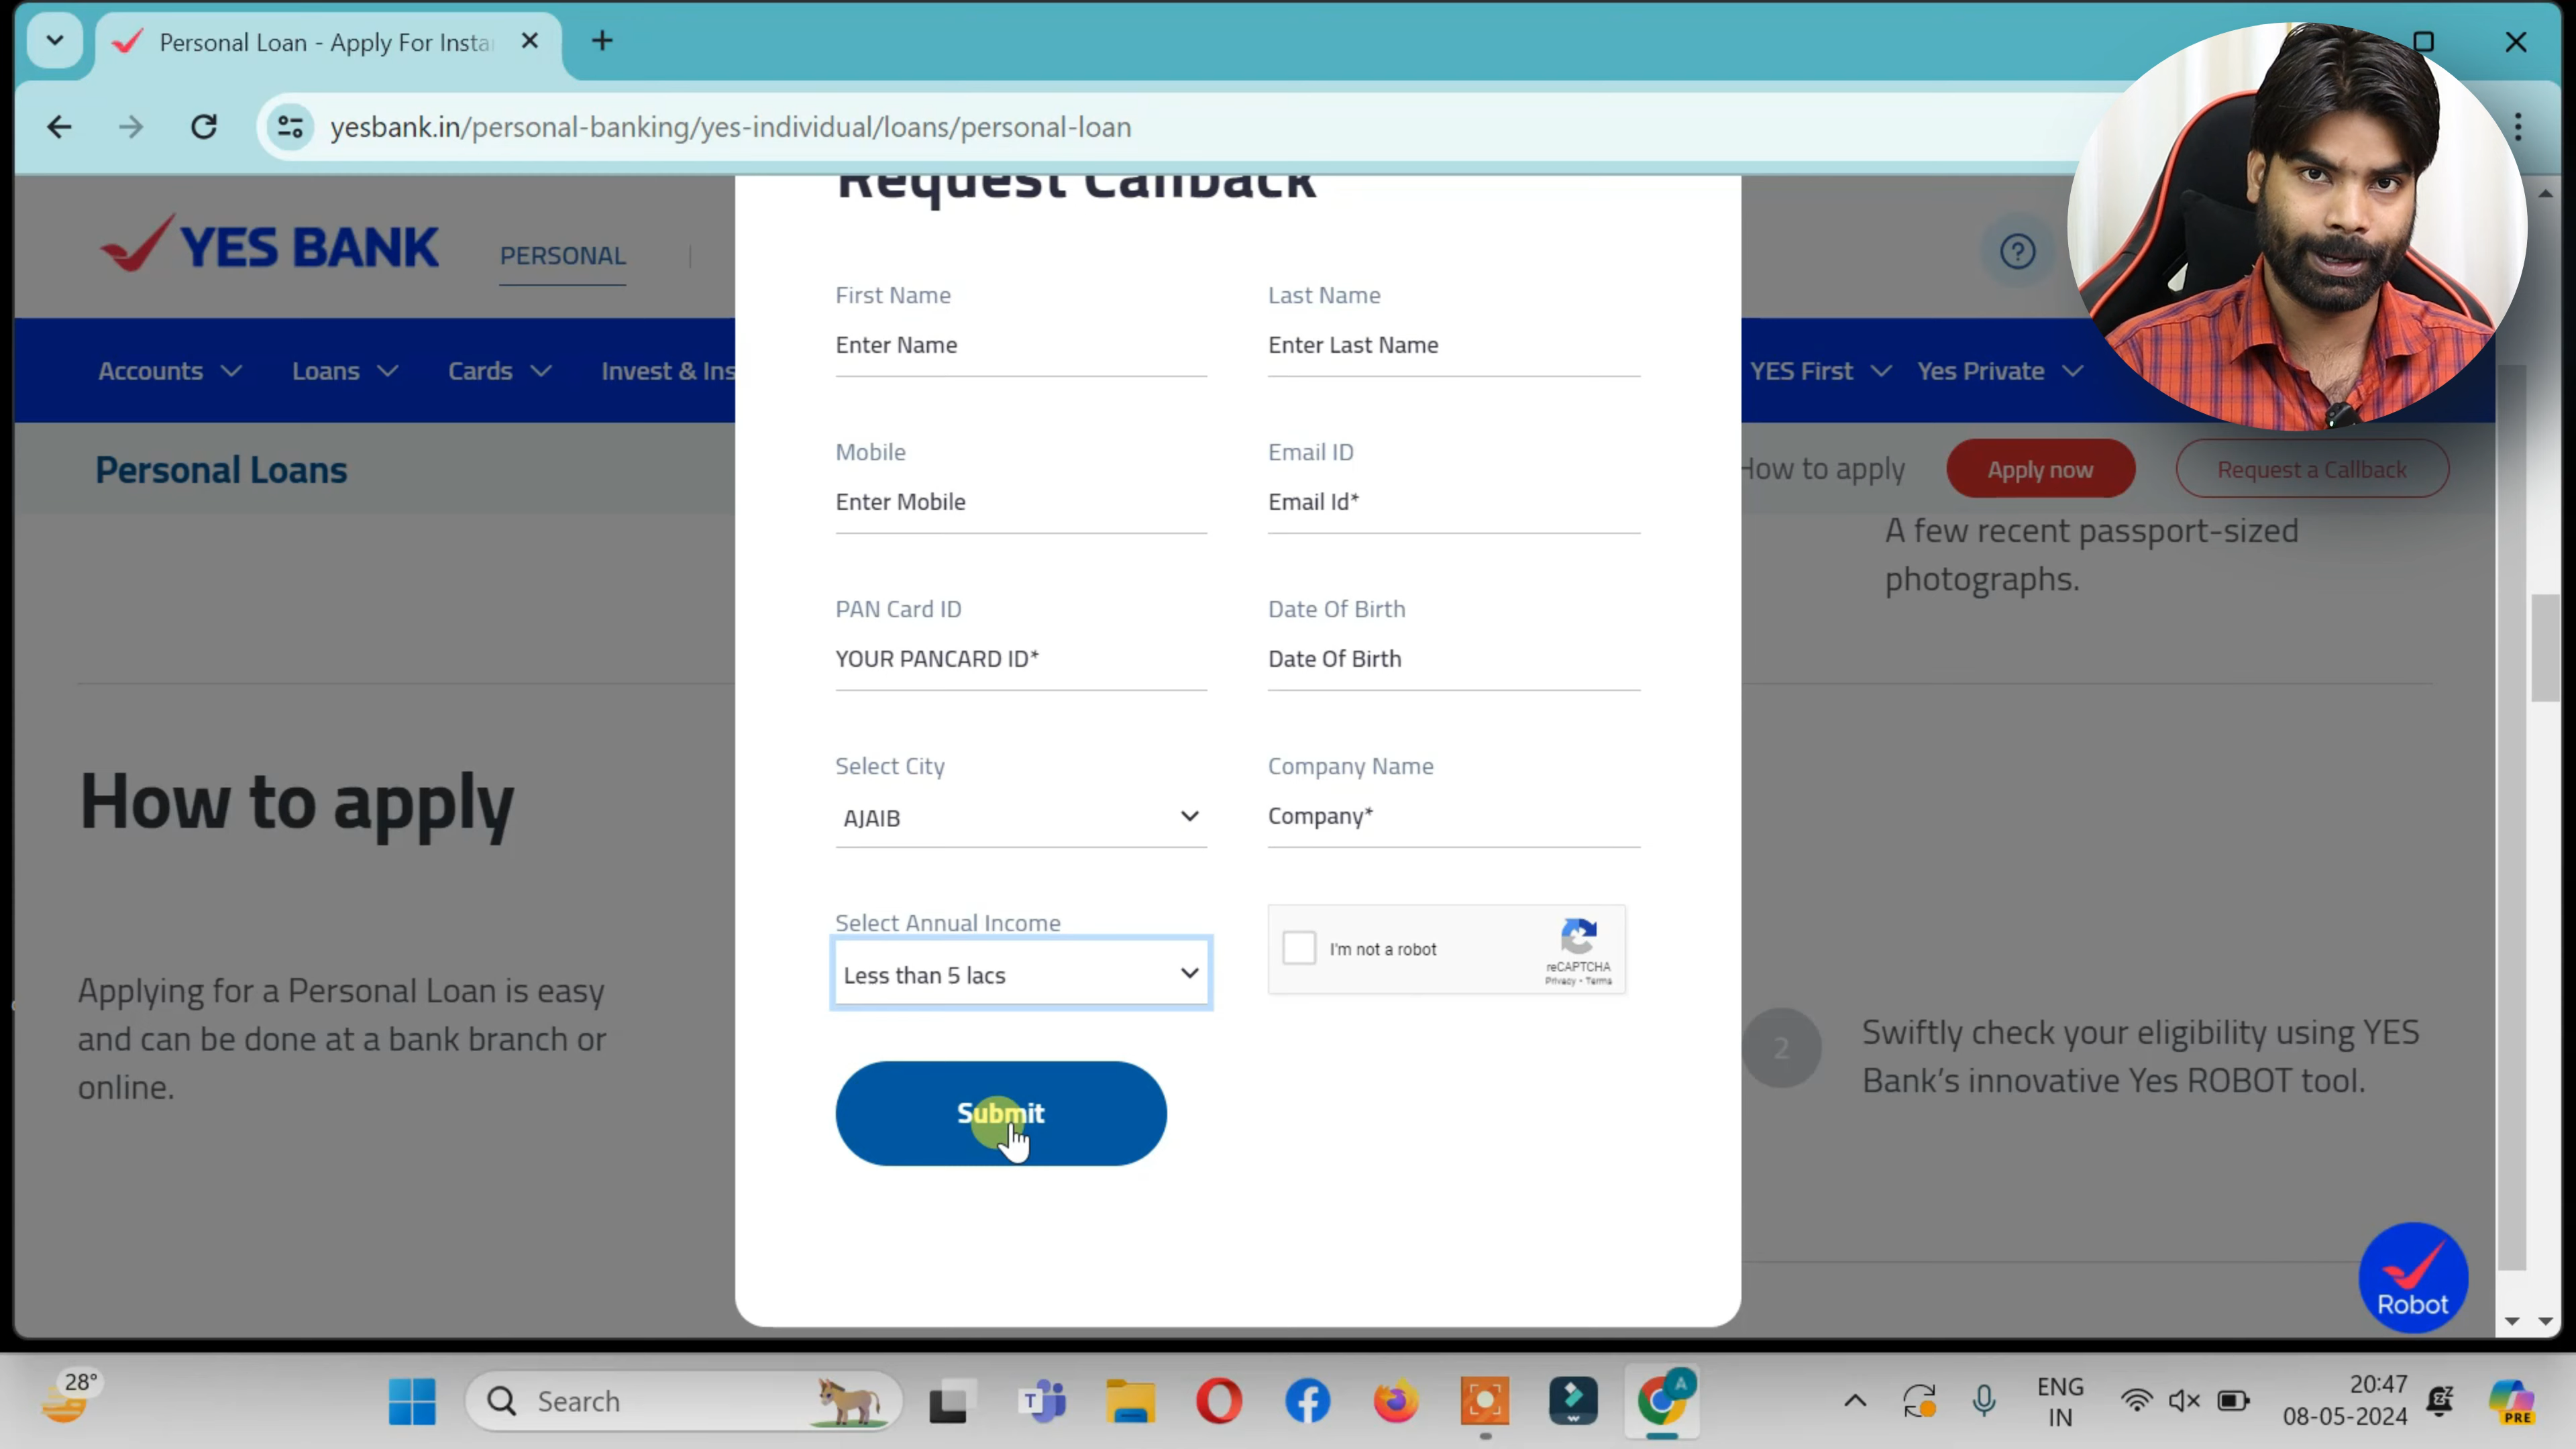 Personal Loan - Apply For Insta
yesbank.in/personal-banking/yes-individual/loans/personal-loan
Request Callback
YES BANK
PERSONAL
First Name
Last Name
Enter Name
Enter Last Name
Accounts
Loans
Cards
Invest & Ins
YES First
Yes Private
Mobile
Email ID
Enter Mobile
Email Id*
Personal Loans
How to apply
Apply now
Request a Callback
A few recent passport-sized
photographs.
PAN Card ID
Date Of Birth
YOUR PANCARD ID*
Date Of Birth
Select City
Company Name
AJAIB
Company*
How to apply
Select Annual Income
Less than 5 lacs
I'm not a robot
reCAPTCHA
Privacy - Terms
Applying for a Personal Loan is easy
and can be done at a bank branch or
online.
2
Swiftly check your eligibility using YES
Bank's innovative Yes ROBOT tool.
Submit
Robot
28°
Search
T
A
ENG
IN
20:47
08-05-2024
PRE